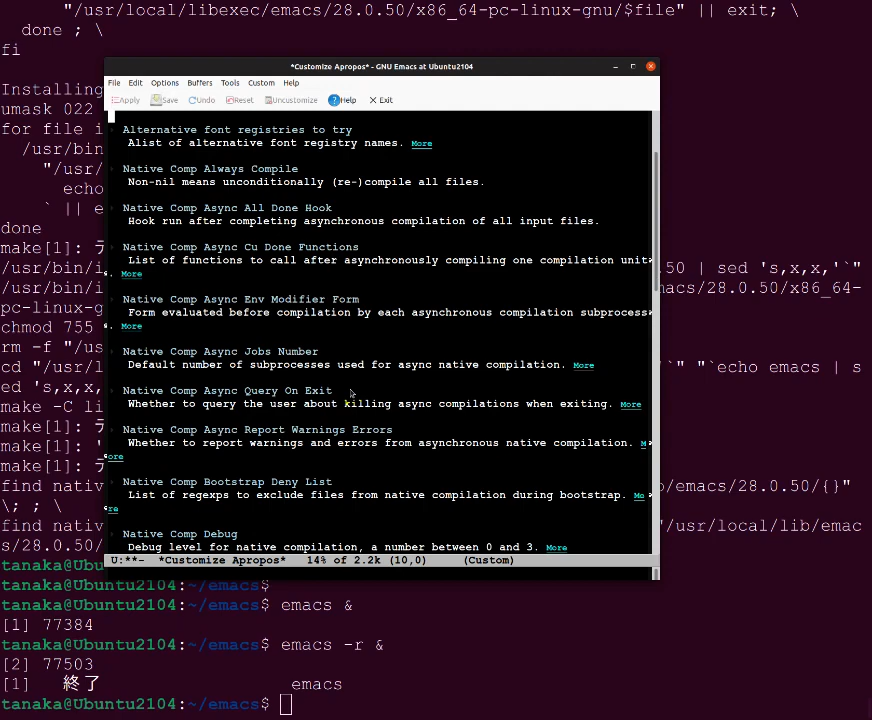 "/usr/local/libexec/emacs/28.0.50/x86_64-pc-linux-gnu/$file" || exit; \
done ; \
fi
Installing
umask 022
for file i
/usr/bin
"/usr/
echo
` || e
done
make[1]:
/usr/bin/i
/usr/bin/i
pc-linux-g
chmod 755
rm -f "/us
cd "/usr/l
ed 's,x,x,
make -C li
make[1]:
make[1]:
make[1]:
find nativ
\; ; \
find nativ
s/28.0.50/
.50 | sed 's,x,x,'`"
macs/28.0.50/x86_64-
`" "`echo emacs | s
b/emacs/28.0.50/{}"
"/usr/local/lib/emac
*Customize Apropos* - GNU Emacs at Ubuntu2104
File Edit Options Buffers Tools Custom Help
Apply Save Undo Reset Uncustomize Help Exit
Alternative font registries to try
Alist of alternative font registry names. More
Native Comp Always Compile
Non-nil means unconditionally (re-)compile all files.
Native Comp Async All Done Hook
Hook run after completing asynchronous compilation of all input files.
Native Comp Async Cu Done Functions
List of functions to call after asynchronously compiling one compilation unit
s. More
Native Comp Async Env Modifier Form
Form evaluated before compilation by each asynchronous compilation subprocess
. More
Native Comp Async Jobs Number
Default number of subprocesses used for async native compilation. More
Native Comp Async Query On Exit
Whether to query the user about killing async compilations when exiting. More
Native Comp Async Report Warnings Errors
Whether to report warnings and errors from asynchronous native compilation. M
ore
Native Comp Bootstrap Deny List
List of regexps to exclude files from native compilation during bootstrap. Mo
re
Native Comp Debug
Debug level for native compilation, a number between 0 and 3. More
U:**- *Customize Apropos* 14% of 2.2k (10,0) (Custom)
tanaka@Ub
tanaka@Ubuntu2104:~/emacs$
tanaka@Ubuntu2104:~/emacs$ emacs &
[1] 77384
tanaka@Ubuntu2104:~/emacs$ emacs -r &
[2] 77503
[1] 終了 emacs
tanaka@Ubuntu2104:~/emacs$